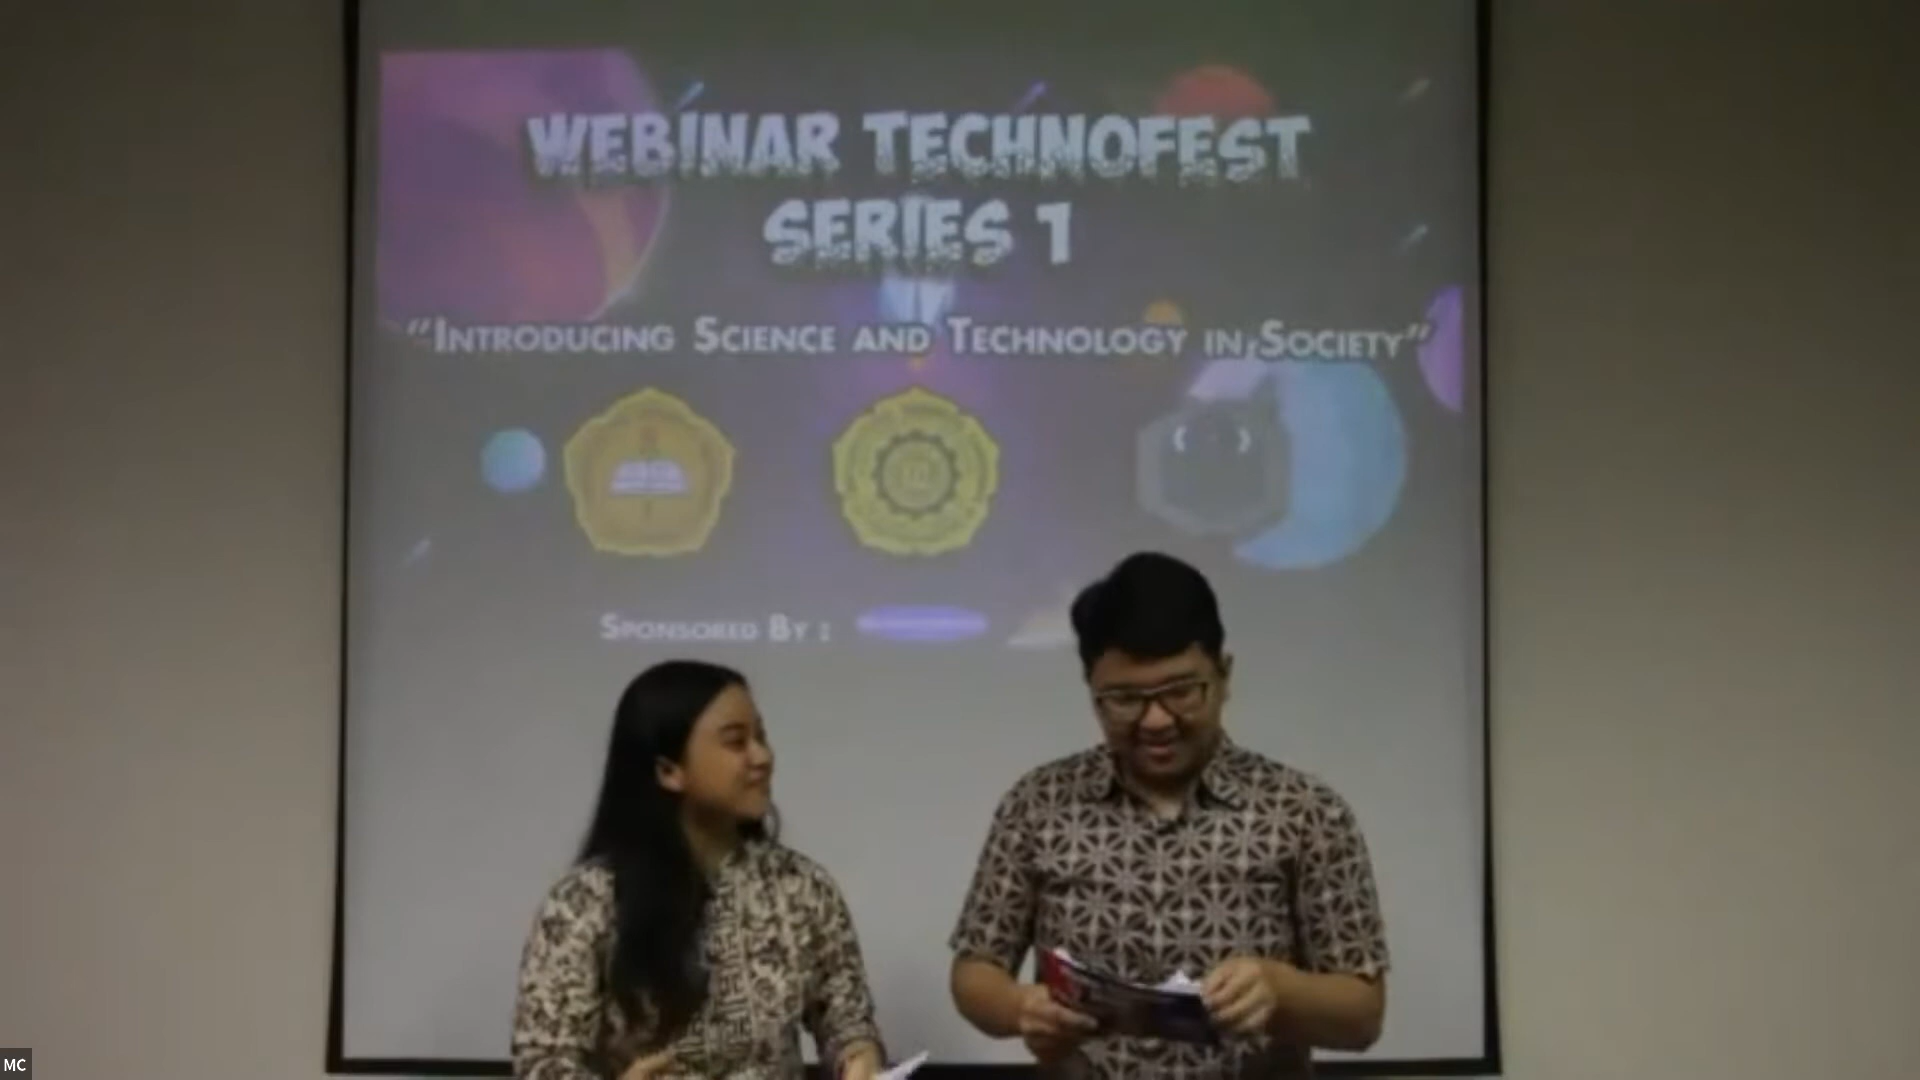 WEBINAR TECHNOFEST
SERIES 1
"INTRODUCING SCIENCE AND TECHNOLOGY IN SOCIETY"
SPONSORED BY :
MC